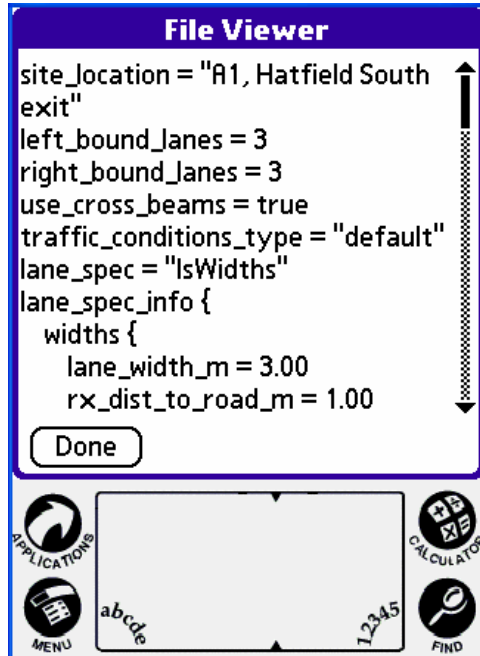 File Viewer
site_location = "A1, Hatfield South
exit"
left_bound_lanes = 3
right_bound_lanes = 3
use_cross_beams = true
traffic_conditions_type = "default"
lane_spec = "lsWidths"
lane_spec_info {
widths {
lane_width_m = 3.00
rx_dist_to_road_m = 1.00
Done
APPLICATIONS
CALCULATOR
abcde
12345
MENU
FIND